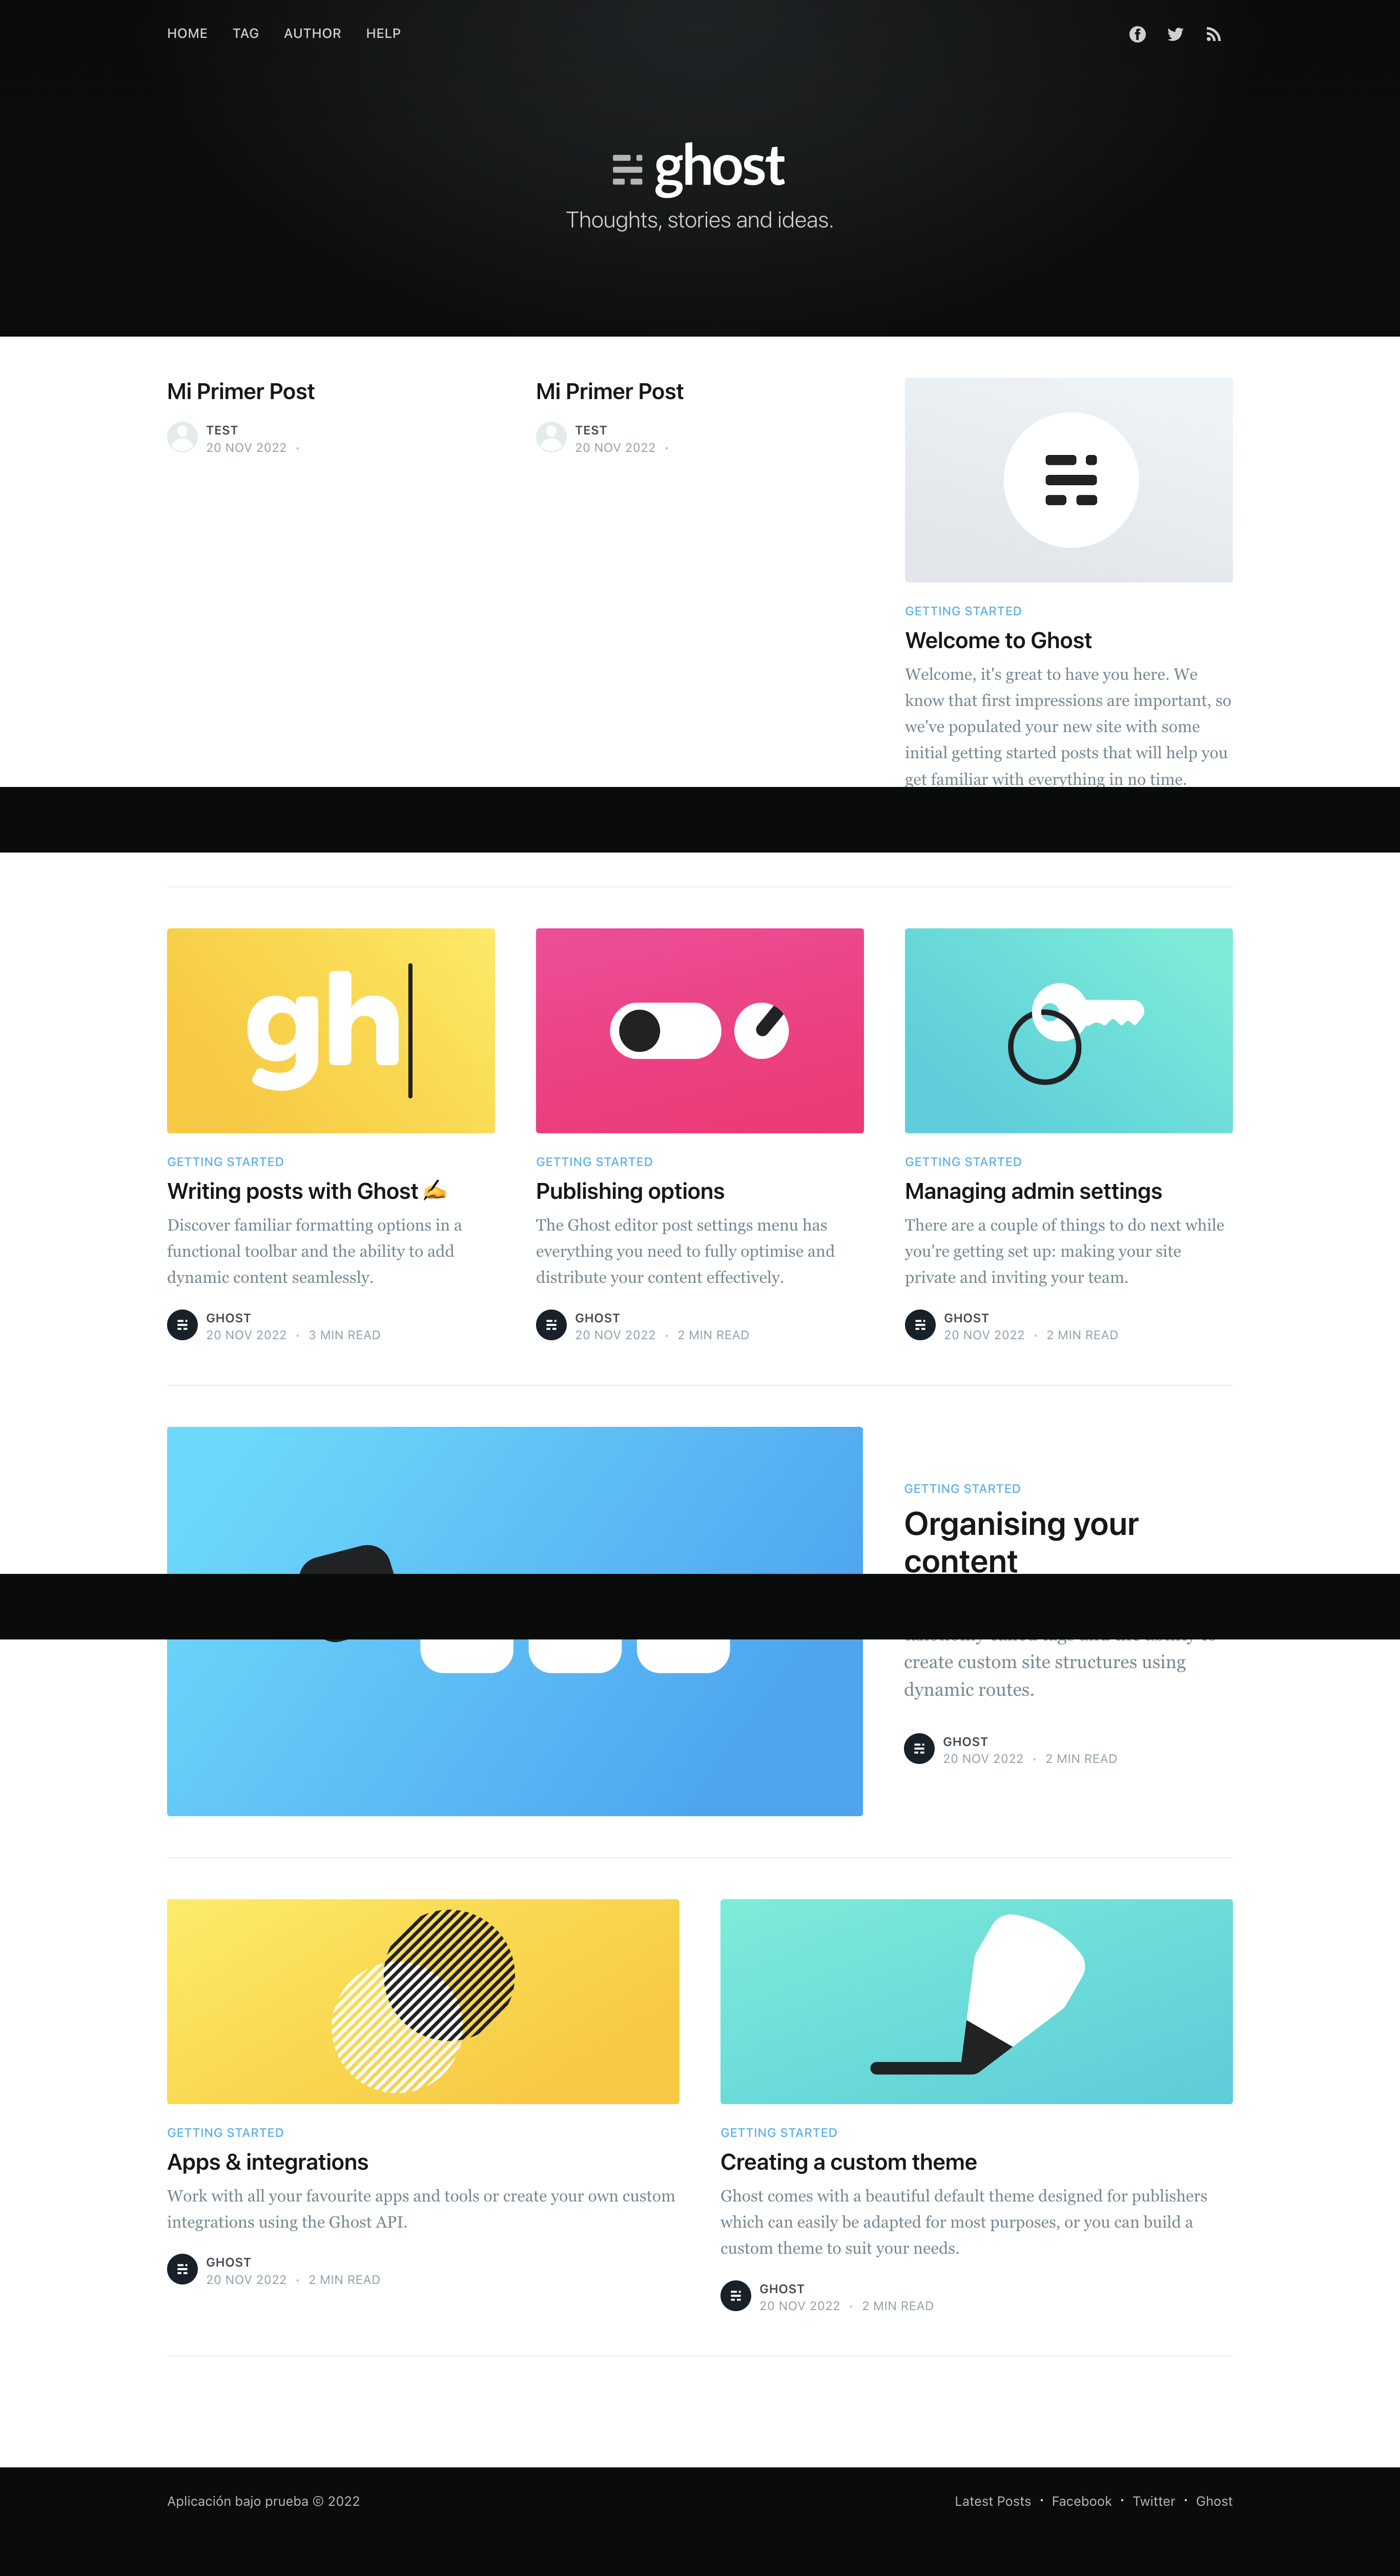 HOME TAG AUTHOR HELP
ghost
Thoughts, stories and ideas.
Mi Primer Post
TEST
20 NOV 2022 •
Mi Primer Post
TEST
20 NOV 2022 •
GETTING STARTED
Welcome to Ghost
Welcome, it's great to have you here. We
know that first impressions are important, so
we've populated your new site with some
initial getting started posts that will help you
get familiar with everything in no time.
gh
GETTING STARTED
Writing posts with Ghost ✍️
Discover familiar formatting options in a
functional toolbar and the ability to add
dynamic content seamlessly.
GHOST
20 NOV 2022 • 3 MIN READ
GETTING STARTED
Publishing options
The Ghost editor post settings menu has
everything you need to fully optimise and
distribute your content effectively.
GHOST
20 NOV 2022 • 2 MIN READ
GETTING STARTED
Managing admin settings
There are a couple of things to do next while
you're getting set up: making your site
private and inviting your team.
GHOST
20 NOV 2022 • 2 MIN READ
GETTING STARTED
Organising your
content
create custom site structures using
dynamic routes.
GHOST
20 NOV 2022 • 2 MIN READ
GETTING STARTED
Apps & integrations
Work with all your favourite apps and tools or create your own custom
integrations using the Ghost API.
GHOST
20 NOV 2022 • 2 MIN READ
GETTING STARTED
Creating a custom theme
Ghost comes with a beautiful default theme designed for publishers
which can easily be adapted for most purposes, or you can build a
custom theme to suit your needs.
GHOST
20 NOV 2022 • 2 MIN READ
Aplicación bajo prueba © 2022
Latest Posts • Facebook • Twitter • Ghost